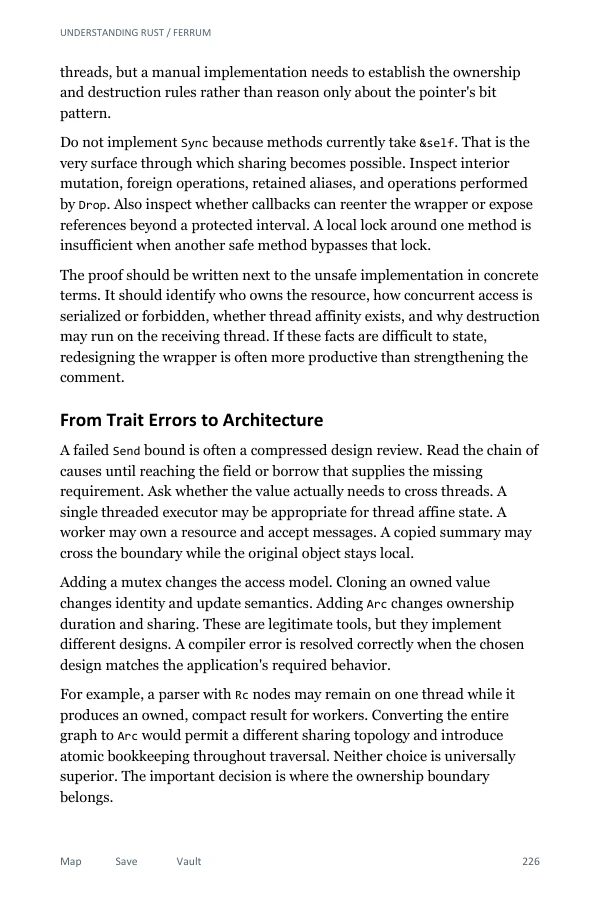 UNDERSTANDING RUST / FERRUM
threads, but a manual implementation needs to establish the ownership
and destruction rules rather than reason only about the pointer's bit
pattern.
Do not implement Sync because methods currently take &self. That is the
very surface through which sharing becomes possible. Inspect interior
mutation, foreign operations, retained aliases, and operations performed
by Drop. Also inspect whether callbacks can reenter the wrapper or expose
references beyond a protected interval. A local lock around one method is
insufficient when another safe method bypasses that lock.
The proof should be written next to the unsafe implementation in concrete
terms. It should identify who owns the resource, how concurrent access is
serialized or forbidden, whether thread affinity exists, and why destruction
may run on the receiving thread. If these facts are difficult to state,
redesigning the wrapper is often more productive than strengthening the
comment.
From Trait Errors to Architecture
A failed Send bound is often a compressed design review. Read the chain of
causes until reaching the field or borrow that supplies the missing
requirement. Ask whether the value actually needs to cross threads. A
single threaded executor may be appropriate for thread affine state. A
worker may own a resource and accept messages. A copied summary may
cross the boundary while the original object stays local.
Adding a mutex changes the access model. Cloning an owned value
changes identity and update semantics. Adding Arc changes ownership
duration and sharing. These are legitimate tools, but they implement
different designs. A compiler error is resolved correctly when the chosen
design matches the application's required behavior.
For example, a parser with Rc nodes may remain on one thread while it
produces an owned, compact result for workers. Converting the entire
graph to Arc would permit a different sharing topology and introduce
atomic bookkeeping throughout traversal. Neither choice is universally
superior. The important decision is where the ownership boundary
belongs.
Map Save Vault 226